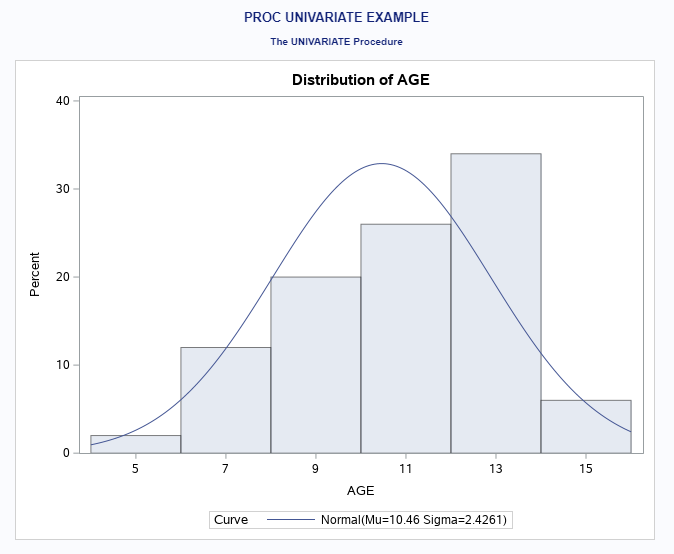 PROC UNIVARIATE EXAMPLE
The UNIVARIATE Procedure
Distribution of AGE
40
30
20
10
0
Percent
5 7 9 11 13 15
AGE
Curve Normal(Mu=10.46 Sigma=2.4261)